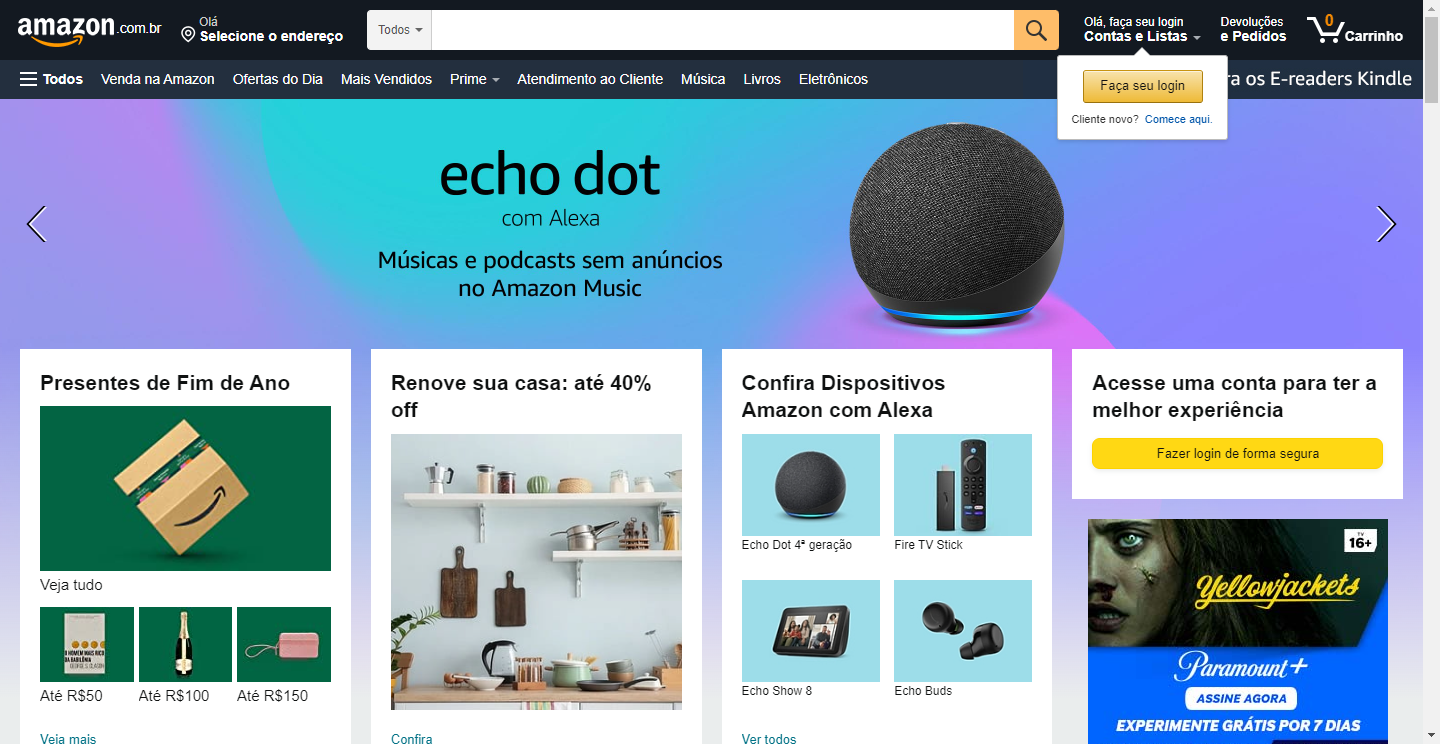 amazon.com.br
Olá
Selecione o endereço
Todos
Olá, faça seu login
Contas e Listas
Devoluções
e Pedidos
0
Carrinho
Todos
Venda na Amazon
Ofertas do Dia
Mais Vendidos
Prime
Atendimento ao Cliente
Música
Livros
Eletrônicos
ra os E-readers Kindle
Faça seu login
Cliente novo? Comece aqui.
echo dot
com Alexa
Músicas e podcasts sem anúncios
no Amazon Music
Presentes de Fim de Ano
Veja tudo
O HOMEM MAIS RICO
DA BABILÔNIA
GEORGE S CLASON
Até R$50
Até R$100
Até R$150
Veja mais
Renove sua casa: até 40%
off
Confira
Confira Dispositivos
Amazon com Alexa
Echo Dot 4ª geração
Fire TV Stick
Echo Show 8
Echo Buds
Ver todos
Acesse uma conta para ter a
melhor experiência
Fazer login de forma segura
TV
16+
Yellowjackets
Paramount+
ASSINE AGORA
EXPERIMENTE GRÁTIS POR 7 DIAS